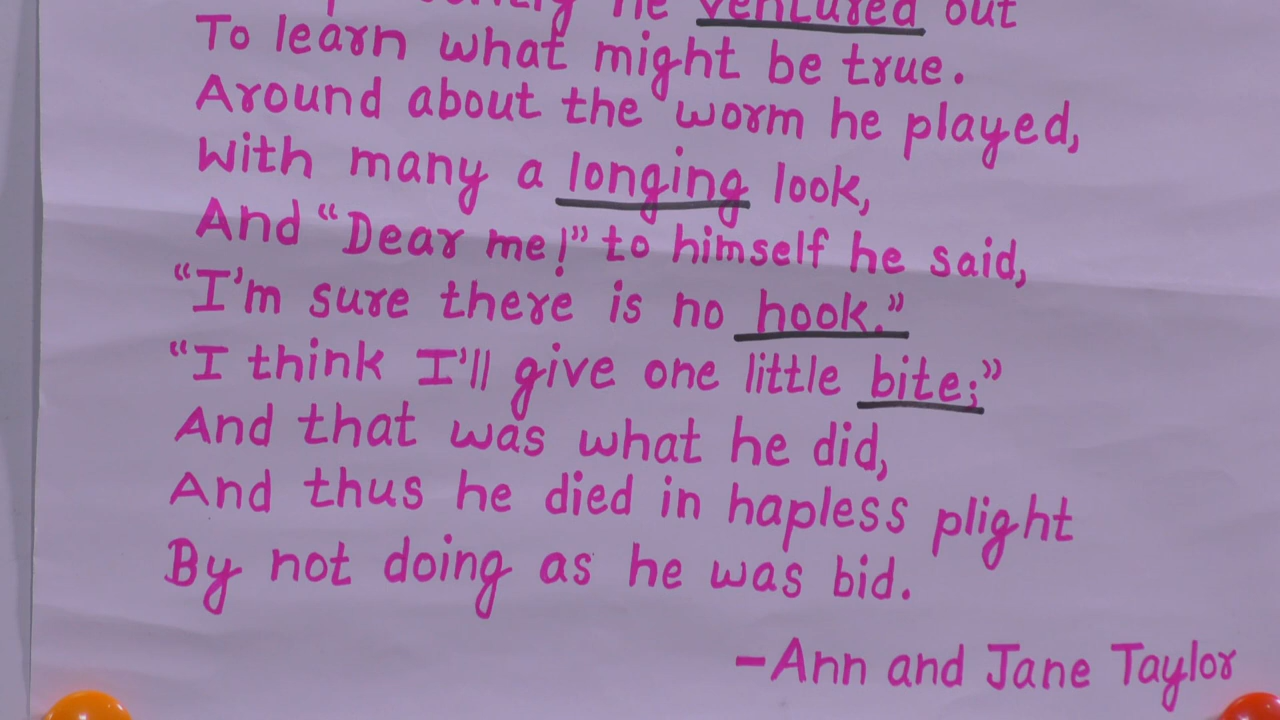 he ventured out
To learn what might be true.
Around about the worm he played,
With many a longing look,
And “Dear me!” to himself he said,
“I'm sure there is no hook.”
“I think I'll give one little bite;”
And that was what he did,
And thus he died in hapless plight
By not doing as he was bid.
—Ann and Jane Taylor